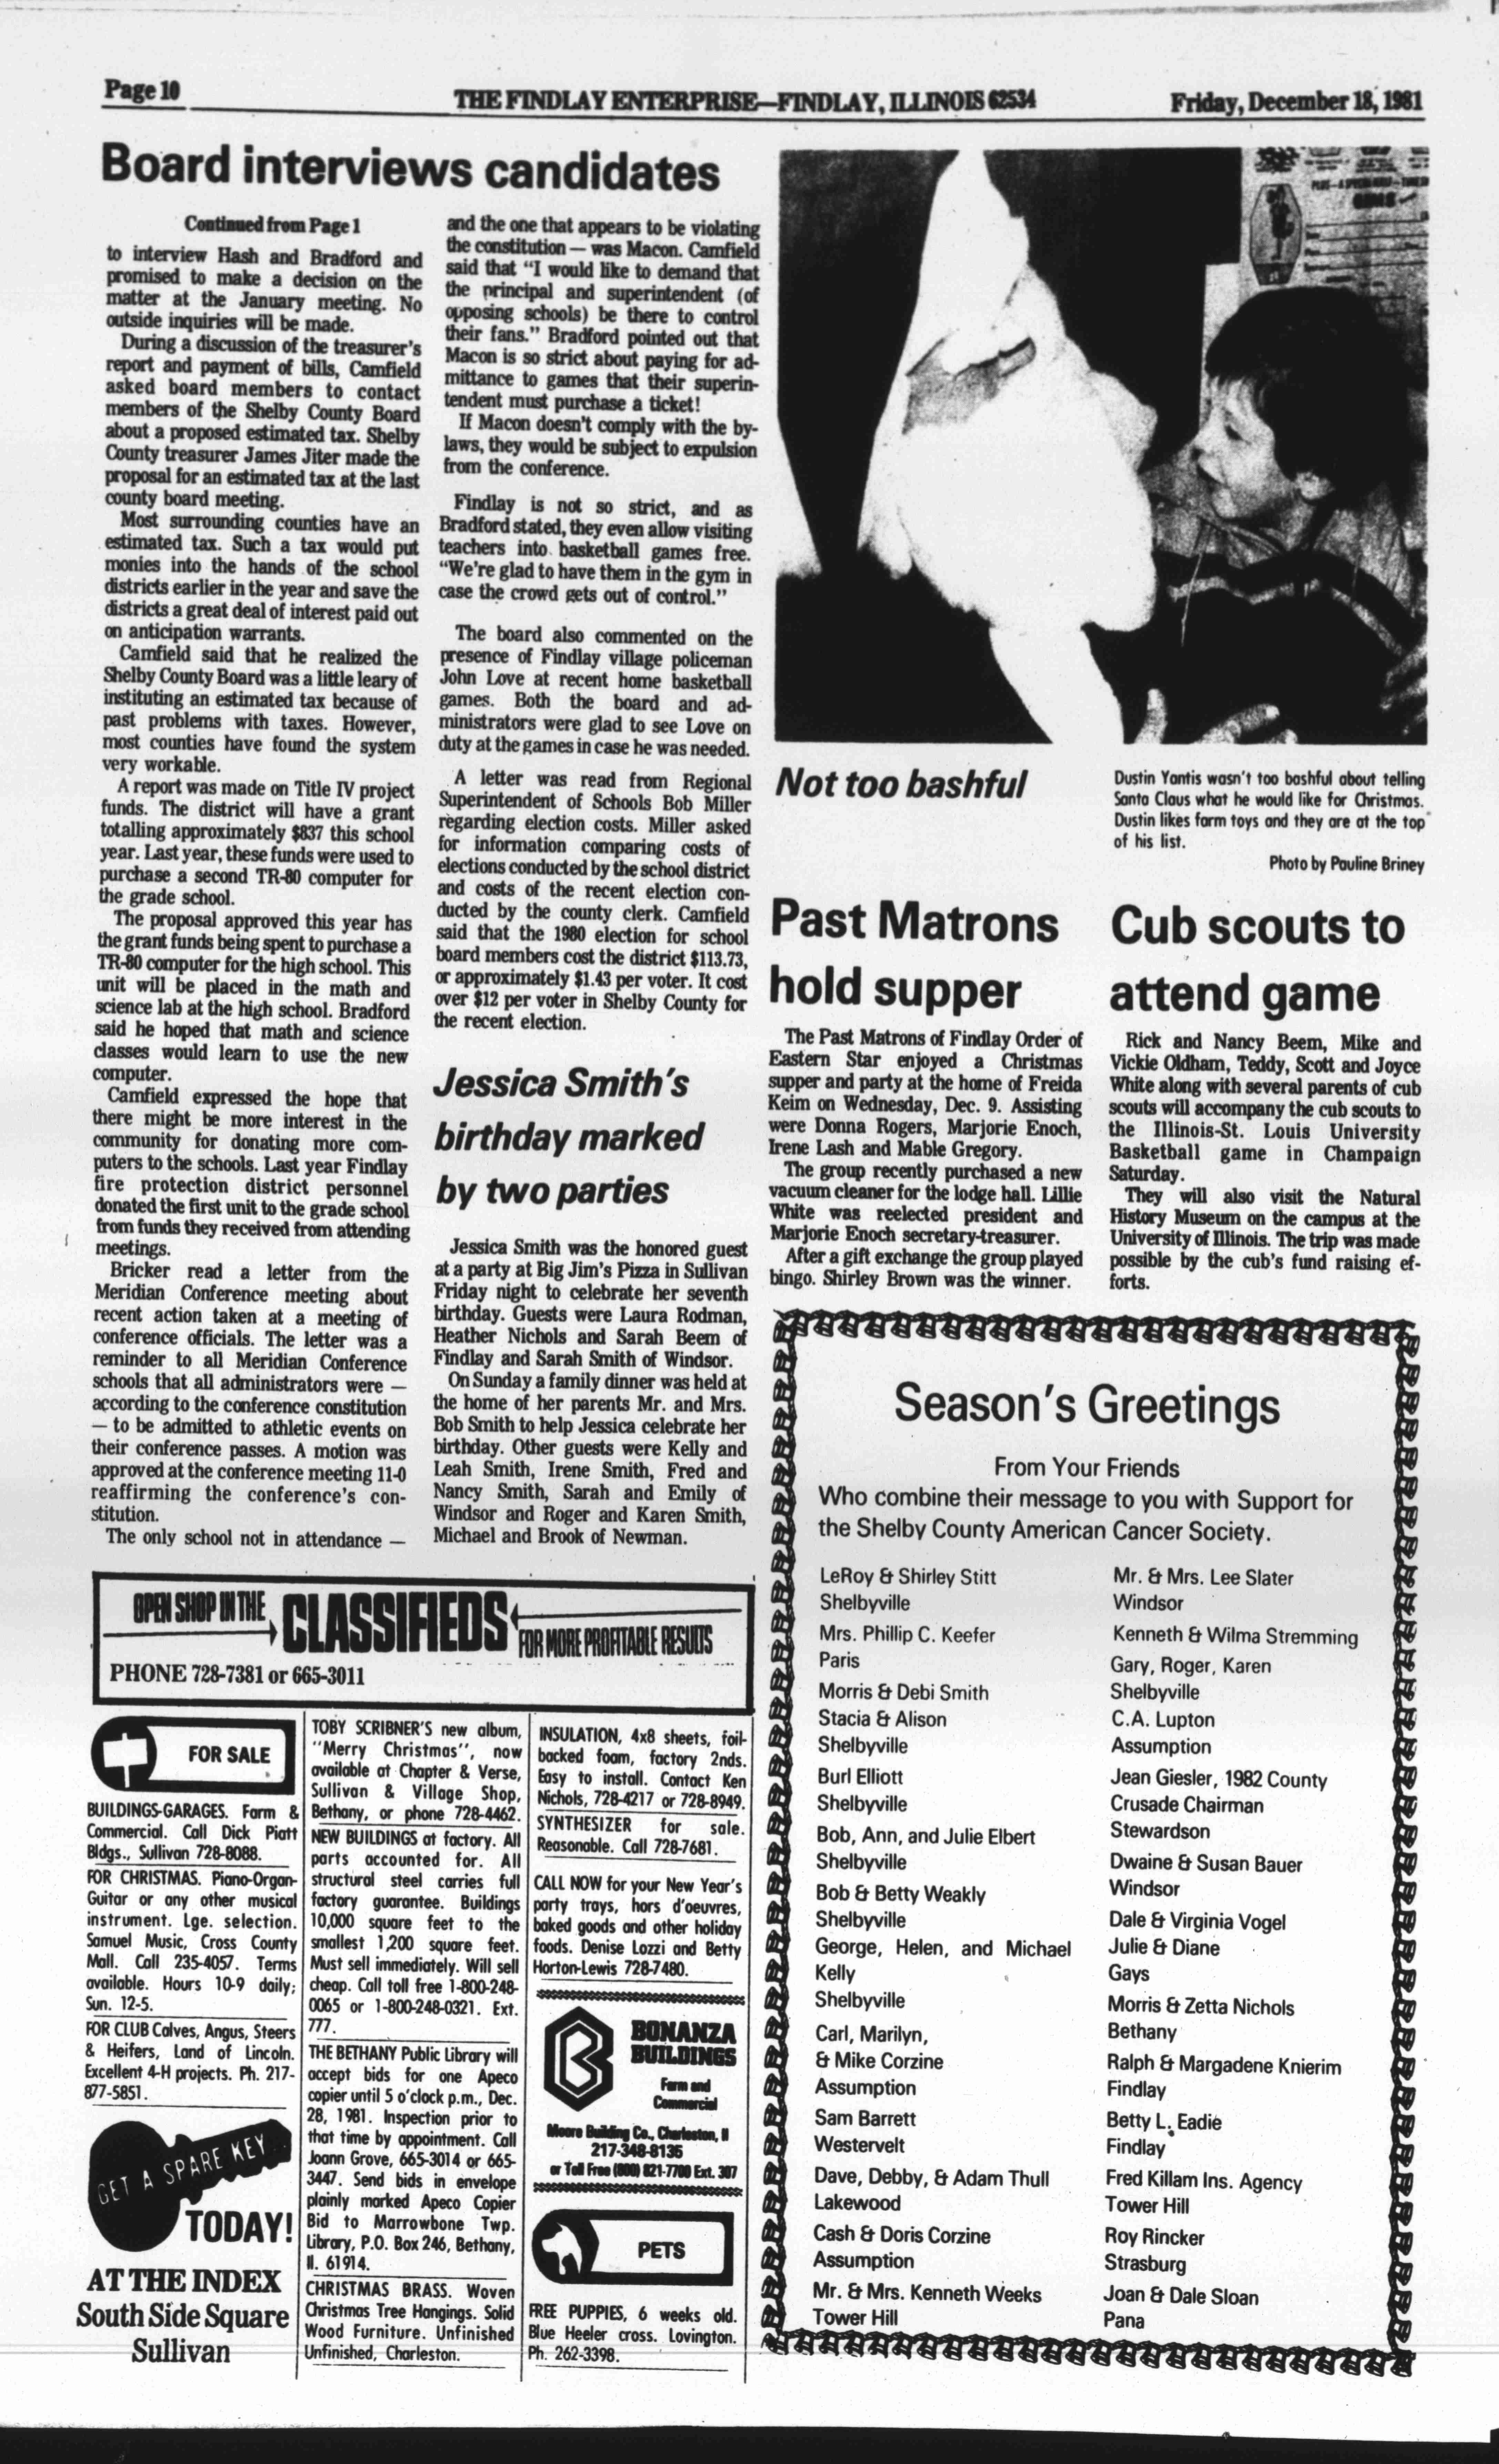 Page 10
THE FINDLAY ENTERPRISE—FINDLAY, ILLINOIS 62534
Friday, December 18, 1981
Board interviews candidates
Continued from Page 1
to interview Hash and Bradford and
promised to make a decision on the
matter at the January meeting. No
outside inquiries will be made.
During a discussion of the treasurer's
report and payment of bills, Camfield
asked board members to contact
members of the Shelby County Board
about a proposed estimated tax. Shelby
County treasurer James Jiter made the
proposal for an estimated tax at the last
county board meeting.
Most surrounding counties have an
estimated tax. Such a tax would put
monies into the hands of the school
districts earlier in the year and save the
districts a great deal of interest paid out
on anticipation warrants.
Camfield said that he realized the
Shelby County Board was a little leary of
instituting an estimated tax because of
past problems with taxes. However,
most counties have found the system
very workable.
A report was made on Title IV project
funds. The district will have a grant
totalling approximately $837 this school
year. Last year, these funds were used to
purchase a second TR-80 computer for
the grade school.
The proposal approved this year has
the grant funds being spent to purchase a
TR-80 computer for the high school. This
unit will be placed in the math and
science lab at the high school. Bradford
said he hoped that math and science
classes would learn to use the new
computer.
Camfield expressed the hope that
there might be more interest in the
community for donating more com-
puters to the schools. Last year Findlay
fire protection district personnel
donated the first unit to the grade school
from funds they received from attending
meetings.
Bricker read a letter from the
Meridian Conference meeting about
recent action taken at a meeting of
conference officials. The letter was a
reminder to all Meridian Conference
schools that all administrators were —
according to the conference constitution
— to be admitted to athletic events on
their conference passes. A motion was
approved at the conference meeting 11-0
reaffirming the conference's con-
stitution.
The only school not in attendance —
and the one that appears to be violating
the constitution — was Macon. Camfield
said that "I would like to demand that
the principal and superintendent (of
opposing schools) be there to control
their fans." Bradford pointed out that
Macon is so strict about paying for ad-
mittance to games that their superin-
tendent must purchase a ticket!
If Macon doesn't comply with the by-
laws, they would be subject to expulsion
from the conference.
Findlay is not so strict, and as
Bradford stated, they even allow visiting
teachers into basketball games free.
"We're glad to have them in the gym in
case the crowd gets out of control."
The board also commented on the
presence of Findlay village policeman
John Love at recent home basketball
games. Both the board and ad-
ministrators were glad to see Love on
duty at the games in case he was needed.
A letter was read from Regional
Superintendent of Schools Bob Miller
regarding election costs. Miller asked
for information comparing costs of
elections conducted by the school district
and costs of the recent election con-
ducted by the county clerk. Camfield
said that the 1980 election for school
board members cost the district $113.73,
or approximately $1.43 per voter. It cost
over $12 per voter in Shelby County for
the recent election.
Jessica Smith's
birthday marked
by two parties
Jessica Smith was the honored guest
at a party at Big Jim's Pizza in Sullivan
Friday night to celebrate her seventh
birthday. Guests were Laura Rodman,
Heather Nichols and Sarah Beem of
Findlay and Sarah Smith of Windsor.
On Sunday a family dinner was held at
the home of her parents Mr. and Mrs.
Bob Smith to help Jessica celebrate her
birthday. Other guests were Kelly and
Leah Smith, Irene Smith, Fred and
Nancy Smith, Sarah and Emily of
Windsor and Roger and Karen Smith,
Michael and Brook of Newman.
Not too bashful
Dustin Yantis wasn't too bashful about telling
Santa Claus what he would like for Christmas.
Dustin likes farm toys and they are at the top
of his list.
Photo by Pauline Briney
Past Matrons
hold supper
The Past Matrons of Findlay Order of
Eastern Star enjoyed a Christmas
supper and party at the home of Freida
Keim on Wednesday, Dec. 9. Assisting
were Donna Rogers, Marjorie Enoch,
Irene Lash and Mable Gregory.
The group recently purchased a new
vacuum cleaner for the lodge hall. Lillie
White was reelected president and
Marjorie Enoch secretary-treasurer.
After a gift exchange the group played
bingo. Shirley Brown was the winner.
Cub scouts to
attend game
Rick and Nancy Beem, Mike and
Vickie Oldham, Teddy, Scott and Joyce
White along with several parents of cub
scouts will accompany the cub scouts to
the Illinois-St. Louis University
Basketball game in Champaign
Saturday.
They will also visit the Natural
History Museum on the campus at the
University of Illinois. The trip was made
possible by the cub's fund raising ef-
forts.
Season's Greetings
From Your Friends
Who combine their message to you with Support for
the Shelby County American Cancer Society.
LeRoy & Shirley Stitt
Shelbyville
Mrs. Phillip C. Keefer
Paris
Morris & Debi Smith
Stacia & Alison
Shelbyville
Burl Elliott
Shelbyville
Bob, Ann, and Julie Elbert
Shelbyville
Bob & Betty Weakly
Shelbyville
George, Helen, and Michael
Kelly
Shelbyville
Carl, Marilyn,
& Mike Corzine
Assumption
Sam Barrett
Westervelt
Dave, Debby, & Adam Thull
Lakewood
Cash & Doris Corzine
Assumption
Mr. & Mrs. Kenneth Weeks
Tower Hill
Mr. & Mrs. Lee Slater
Windsor
Kenneth & Wilma Stremming
Gary, Roger, Karen
Shelbyville
C.A. Lupton
Assumption
Jean Giesler, 1982 County
Crusade Chairman
Stewardson
Dwaine & Susan Bauer
Windsor
Dale & Virginia Vogel
Julie & Diane
Gays
Morris & Zetta Nichols
Bethany
Ralph & Margadene Knierim
Findlay
Betty L. Eadie
Findlay
Fred Killam Ins. Agency
Tower Hill
Roy Rincker
Strasburg
Joan & Dale Sloan
Pana
OPEN SHOP IN THE
CLASSIFIEDS
FOR MORE PROFITABLE RESULTS
PHONE 728-7381 or 665-3011
FOR SALE
BUILDINGS-GARAGES. Farm &
Commercial. Call Dick Piatt
Bldgs., Sullivan 728-8088.
FOR CHRISTMAS. Piano-Organ-
Guitar or any other musical
instrument. Lge. selection.
Samuel Music, Cross County
Mall. Call 235-4057. Terms
available. Hours 10-9 daily;
Sun. 12-5.
FOR CLUB Calves, Angus, Steers
& Heifers, Land of Lincoln.
Excellent 4-H projects. Ph. 217-
877-5851.
GET A SPARE KEY
TODAY!
AT THE INDEX
South Side Square
Sullivan
TOBY SCRIBNER'S new album,
"Merry Christmas", now
available at Chapter & Verse,
Sullivan & Village Shop,
Bethany, or phone 728-4462.
NEW BUILDINGS at factory. All
parts accounted for. All
structural steel carries full
factory guarantee. Buildings
10,000 square feet to the
smallest 1,200 square feet.
Must sell immediately. Will sell
cheap. Call toll free 1-800-248-
0065 or 1-800-248-0321. Ext.
777.
THE BETHANY Public Library will
accept bids for one Apeco
copier until 5 o'clock p.m., Dec.
28, 1981. Inspection prior to
that time by appointment. Call
Joann Grove, 665-3014 or 665-
3447. Send bids in envelope
plainly marked Apeco Copier
Bid to Marrowbone Twp.
Library, P.O. Box 246, Bethany,
Il. 61914.
CHRISTMAS BRASS. Woven
Christmas Tree Hangings. Solid
Wood Furniture. Unfinished
Unfinished, Charleston.
INSULATION, 4x8 sheets, foil-
backed foam, factory 2nds.
Easy to install. Contact Ken
Nichols, 728-4217 or 728-8949.
SYNTHESIZER for sale.
Reasonable. Call 728-7681.
CALL NOW for your New Year's
party trays, hors d'oeuvres,
baked goods and other holiday
foods. Denise Lozzi and Betty
Horton-Lewis 728-7480.
BONANZA
BUILDINGS
Farm and
Commercial
Moore Building Co., Charleston, Il
217-348-8135
or Toll Free (800) 821-7700 Ext. 307
PETS
FREE PUPPIES, 6 weeks old.
Blue Heeler cross. Lovington.
Ph. 262-3398.